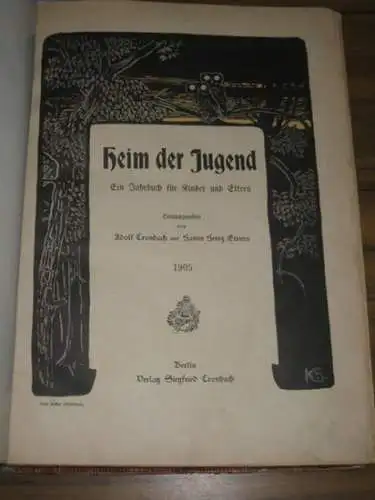 Heim der Jugend
Ein Jahrbuch für Kinder und Eltern
Herausgegeben
von
Adolf Cronbach und Hanns Heinz Ewers
1905
Berlin
Verlag Siegfried Cronbach
KS